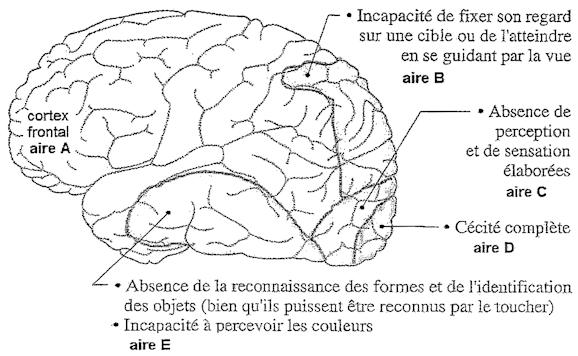 • Incapacité de fixer son regard
sur une cible ou de l'atteindre
en se guidant par la vue
aire B
cortex
frontal
aire A
• Absence de
perception
et de sensation
élaborées
aire C
• Cécité complète
aire D
• Absence de la reconnaissance des formes et de l'identification
des objets (bien qu'ils puissent être reconnus par le toucher)
• Incapacité à percevoir les couleurs
aire E